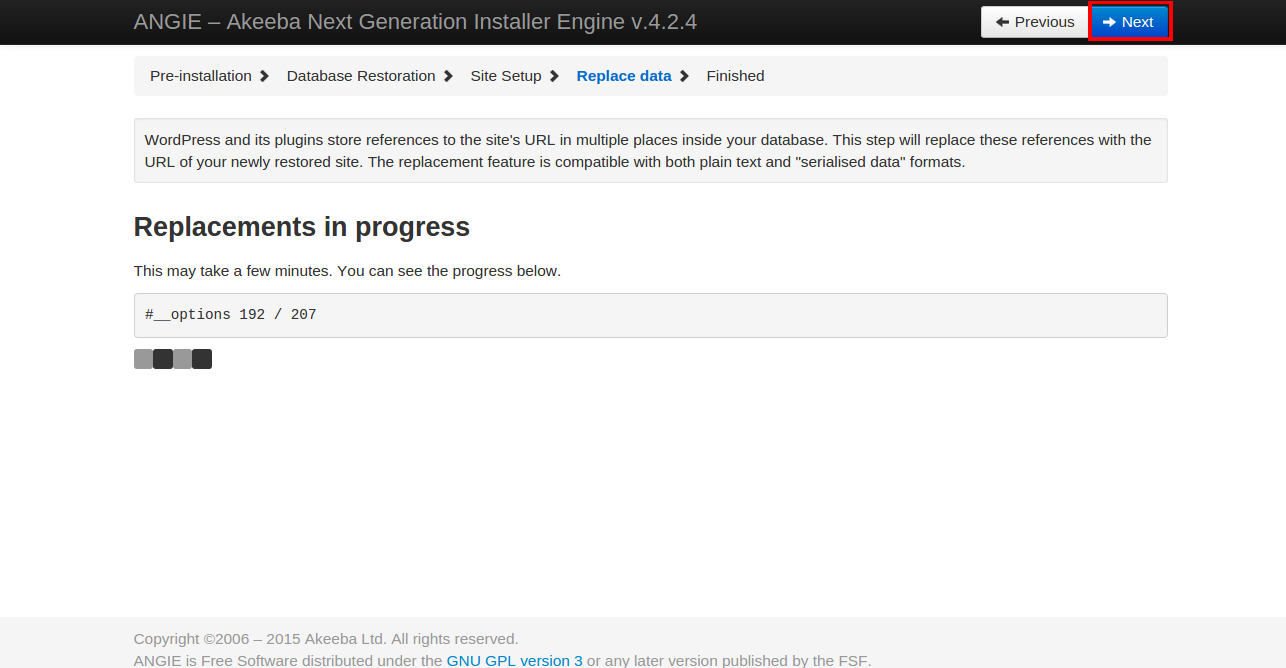 ANGIE – Akeeba Next Generation Installer Engine v.4.2.4
Previous Next
Pre-installation Database Restoration Site Setup Replace data Finished
WordPress and its plugins store references to the site's URL in multiple places inside your database. This step will replace these references with the
URL of your newly restored site. The replacement feature is compatible with both plain text and "serialised data" formats.
Replacements in progress
This may take a few minutes. You can see the progress below.
#__options 192 / 207
Copyright ©2006 – 2015 Akeeba Ltd. All rights reserved.
ANGIE is Free Software distributed under the GNU GPL version 3 or any later version published by the FSF.